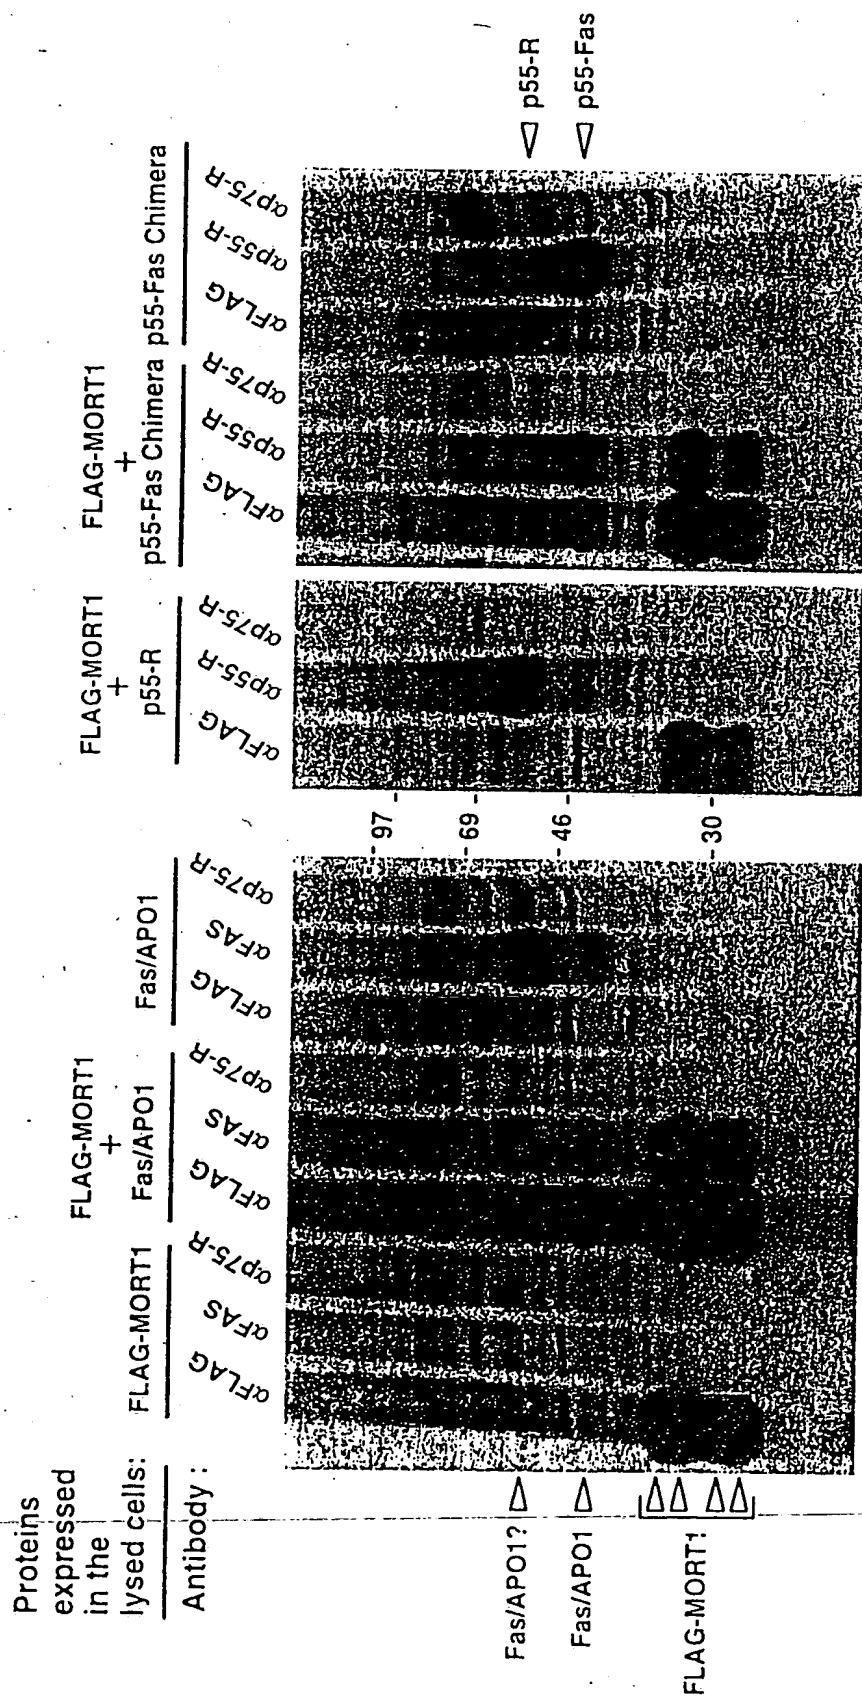 Proteins
expressed
in the
lysed cells:
FLAG-MORT1
FLAG-MORT1
+
Fas/APO1
Fas/APO1
FLAG-MORT1
+
p55-R
FLAG-MORT1
+
p55-Fas Chimera
p55-Fas Chimera
Antibody :
αFLAG
αFAS
αp75-R
αFLAG
αFAS
αp75-R
αFLAG
αFAS
αp75-R
αFLAG
αp55-R
αp75-R
αFLAG
αp55-R
αp75-R
αFLAG
αp55-R
αp75-R
Fas/APO1?
Fas/APO1
FLAG-MORT1
-97-
-69-
-46-
-30-
p55-R
p55-Fas